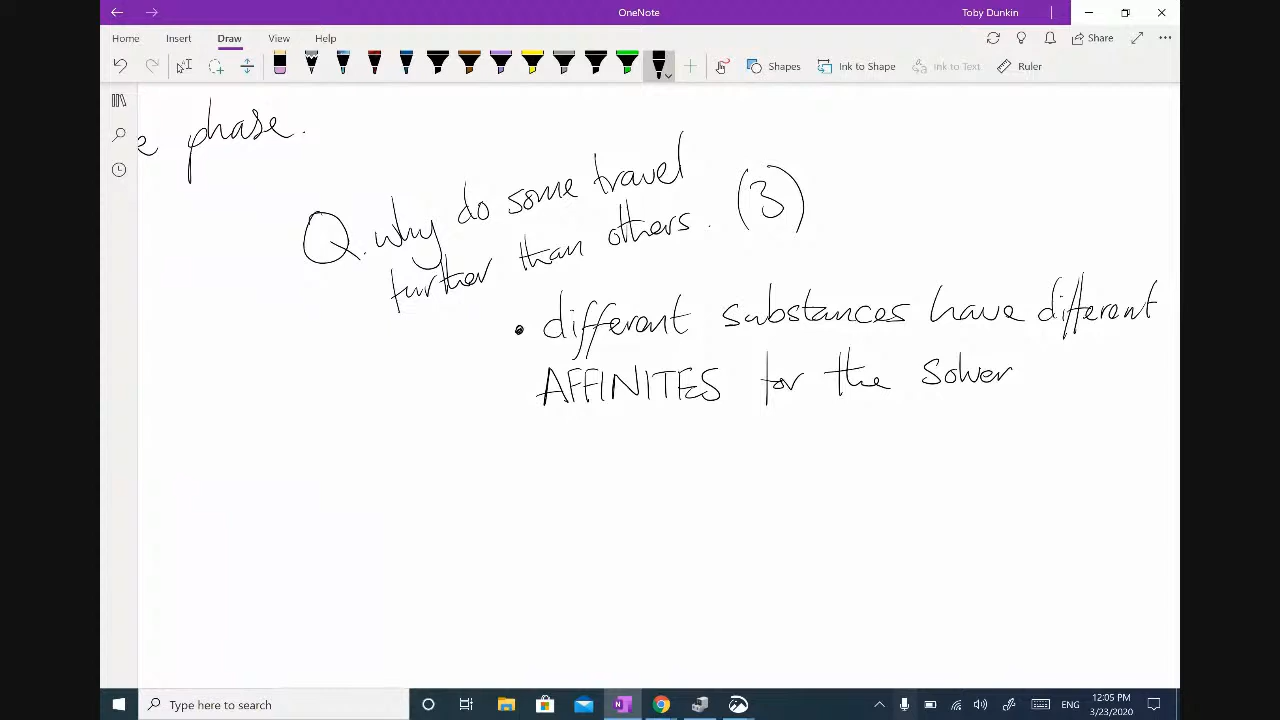 OneNote
Toby Dunkin
Home Insert Draw View Help
Share
Shapes
Ink to Shape
Ink to Text
Ruler
phase.
Q. why do some travel
further than others. (3)
• different substances have different
AFFINITES for the solver
Type here to search
ENG
12:05 PM
3/23/2020